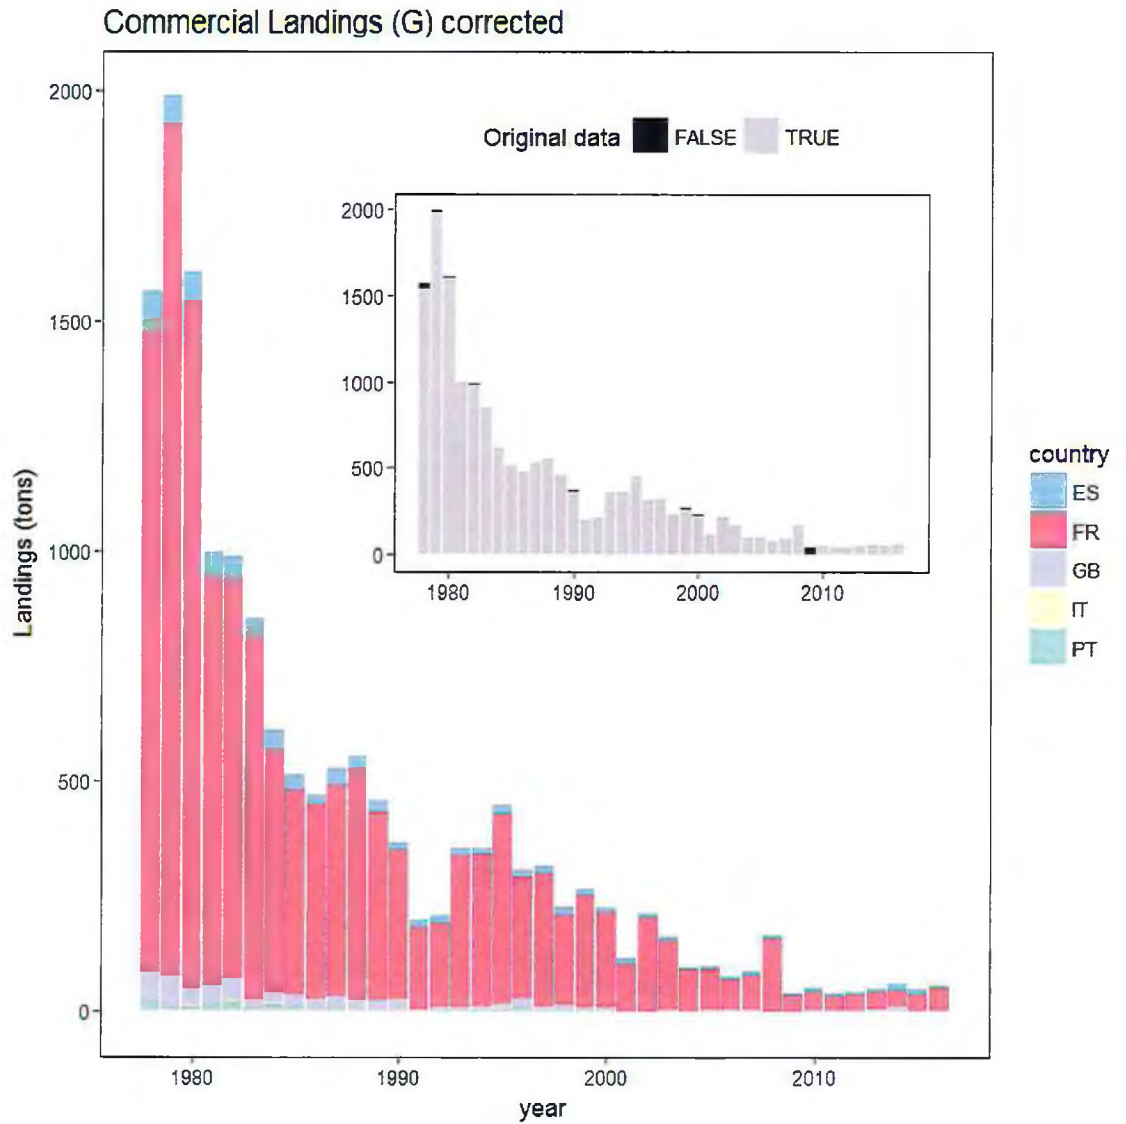 Commercial Landings (G) corrected
Original data FALSE TRUE
2000
1500
1000
500
0
1980 1990 2000 2010
Landings (tons)
2000
1500
1000
500
0
1980 1990 2000 2010
year
country
ES
FR
GB
IT
PT